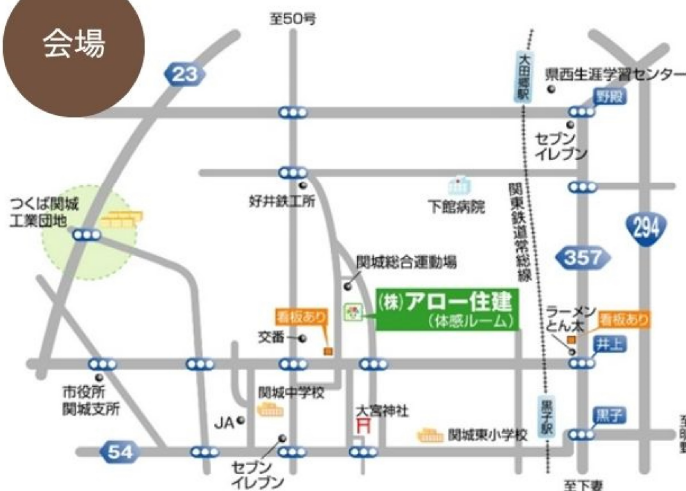 会場
至50号
23
大田郷駅
県西生涯学習センター
野殿
セブン
イレブン
つくば関城
工業団地
好井鉄工所
下館病院
関東鉄道常総線
294
357
関城総合運動場
(株)アロー住建
(体感ルーム)
看板あり
交番
ラーメン
とん太
看板あり
井上
市役所
関城支所
関城中学校
JA
大宮神社
黒子駅
黒子
関城東小学校
54
セブン
イレブン
至下妻